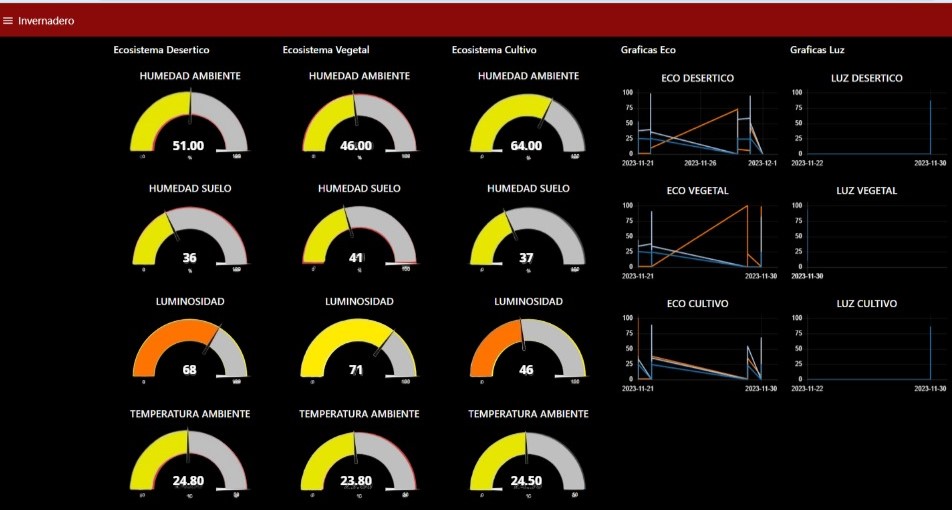 Invernadero
Ecosistema Desertico
HUMEDAD AMBIENTE
51.00
%
HUMEDAD SUELO
36
%
LUMINOSIDAD
68
TEMPERATURA AMBIENTE
24.80
°C
Ecosistema Vegetal
HUMEDAD AMBIENTE
46.00
%
HUMEDAD SUELO
41
%
LUMINOSIDAD
71
TEMPERATURA AMBIENTE
23.80
°C
Ecosistema Cultivo
HUMEDAD AMBIENTE
64.00
%
HUMEDAD SUELO
37
%
LUMINOSIDAD
46
TEMPERATURA AMBIENTE
24.50
°C
Graficas Eco
ECO DESERTICO
100
75
50
25
0
2023-11-21 2023-11-26 2023-12-1
ECO VEGETAL
100
75
50
25
0
2023-11-21 2023-11-30
ECO CULTIVO
100
75
50
25
0
2023-11-21 2023-11-30
Graficas Luz
LUZ DESERTICO
100
75
50
25
0
2023-11-22 2023-11-30
LUZ VEGETAL
100
75
50
25
0
2023-11-30
LUZ CULTIVO
100
75
50
25
0
2023-11-22 2023-11-30